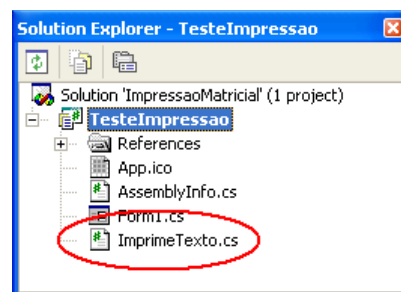 Solution Explorer - TesteImpressao
Solution 'ImpressaoMatricial' (1 project)
TesteImpressao
References
App.ico
AssemblyInfo.cs
Form1.cs
ImprimeTexto.cs